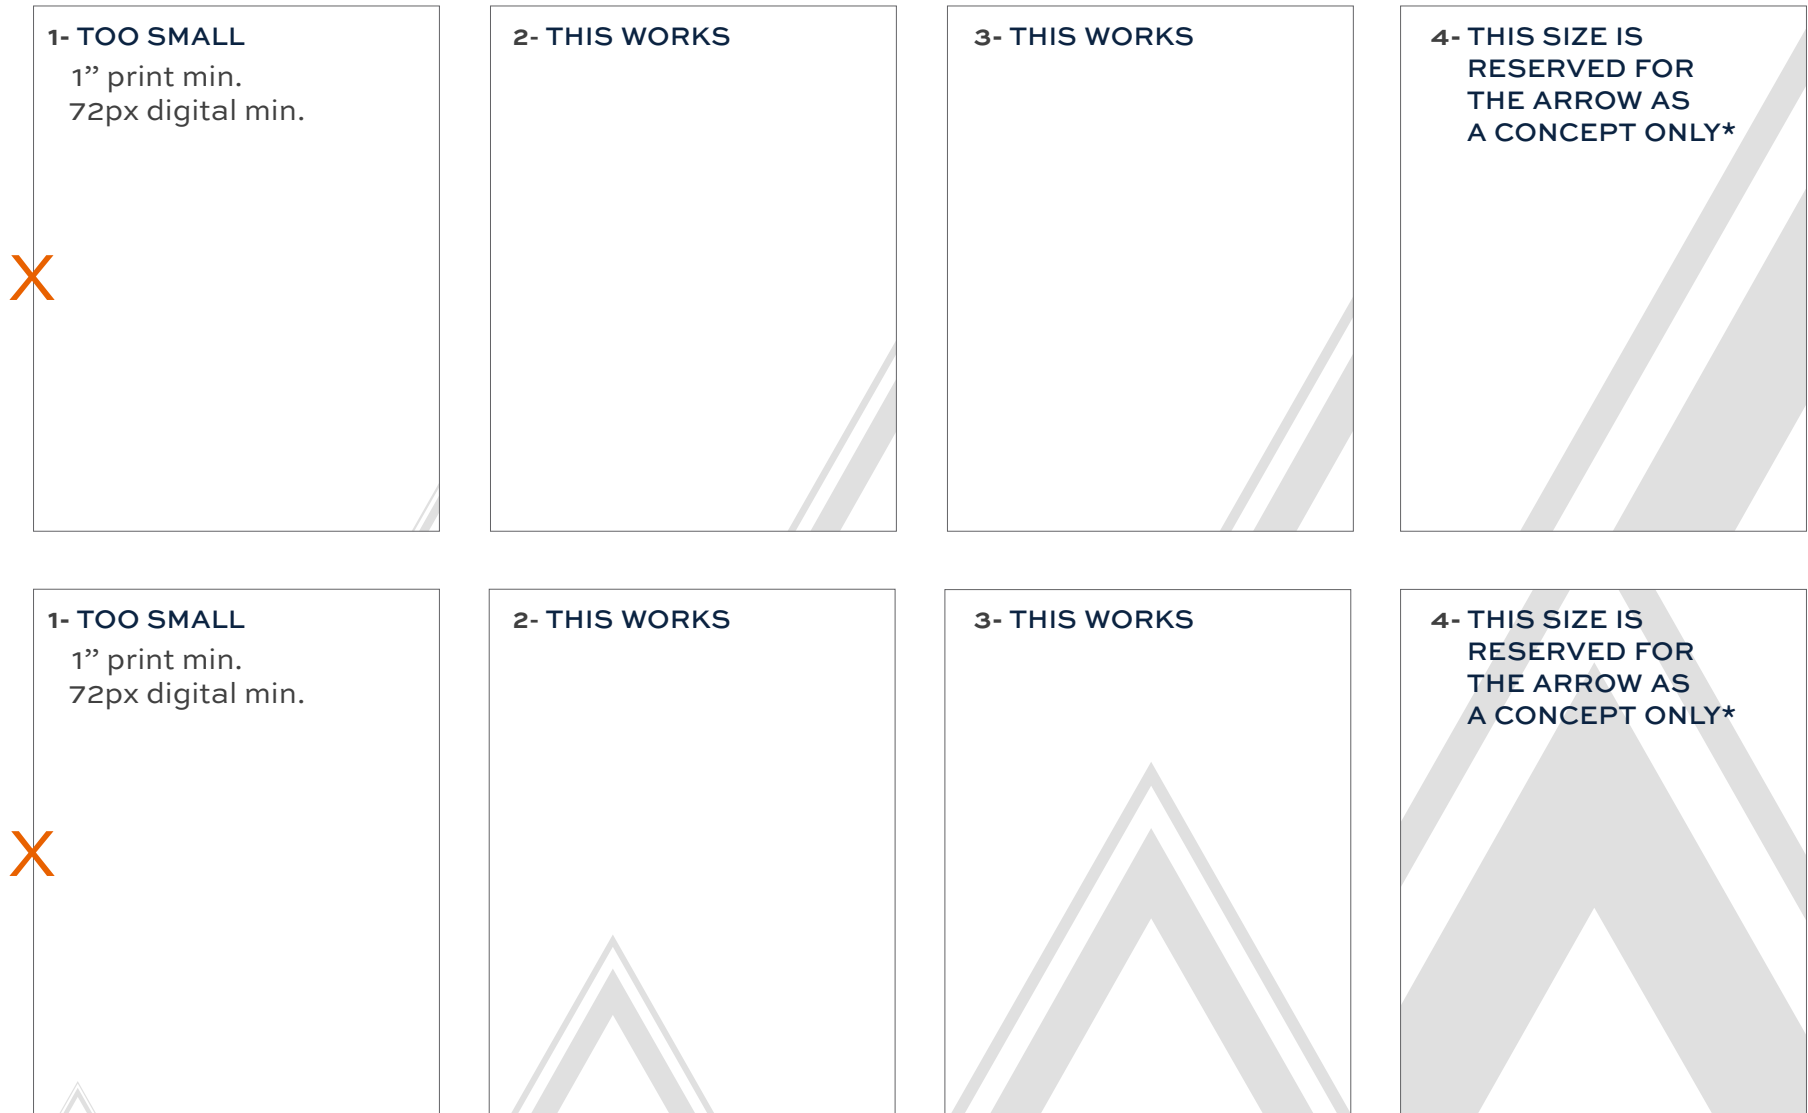 1- TOO SMALL
1” print min.
72px digital min.
2- THIS WORKS
3- THIS WORKS
4- THIS SIZE IS
RESERVED FOR
THE ARROW AS
A CONCEPT ONLY*
X
1- TOO SMALL
1” print min.
72px digital min.
2- THIS WORKS
3- THIS WORKS
4- THIS SIZE IS
RESERVED FOR
THE ARROW AS
A CONCEPT ONLY*
X